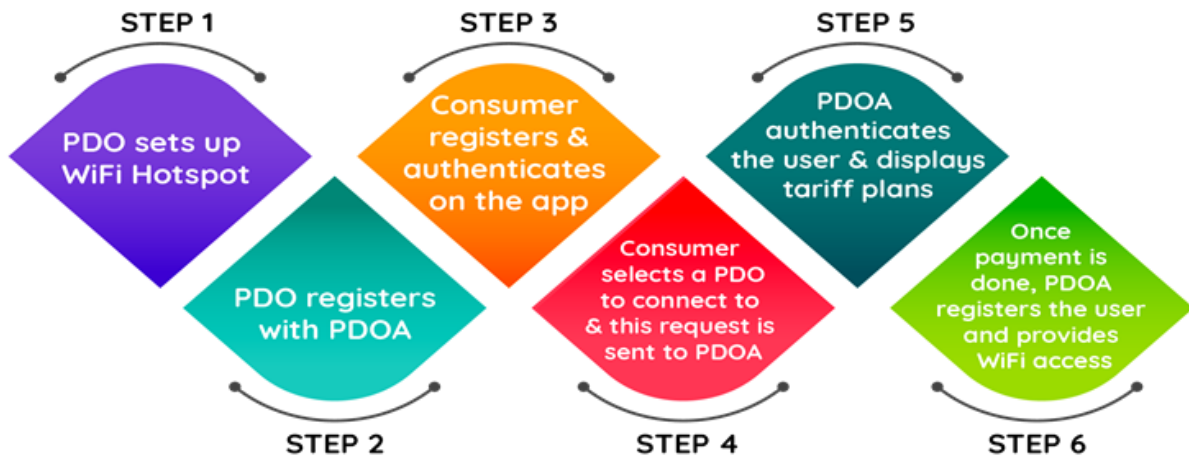 STEP 1
PDO sets up
WiFi Hotspot
STEP 2
PDO registers
with PDOA
STEP 3
Consumer
registers &
authenticates
on the app
STEP 4
Consumer
selects a PDO
to connect to
& this request is
sent to PDOA
STEP 5
PDOA
authenticates
the user & displays
tariff plans
STEP 6
Once
payment is
done, PDOA
registers the user
and provides
WiFi access